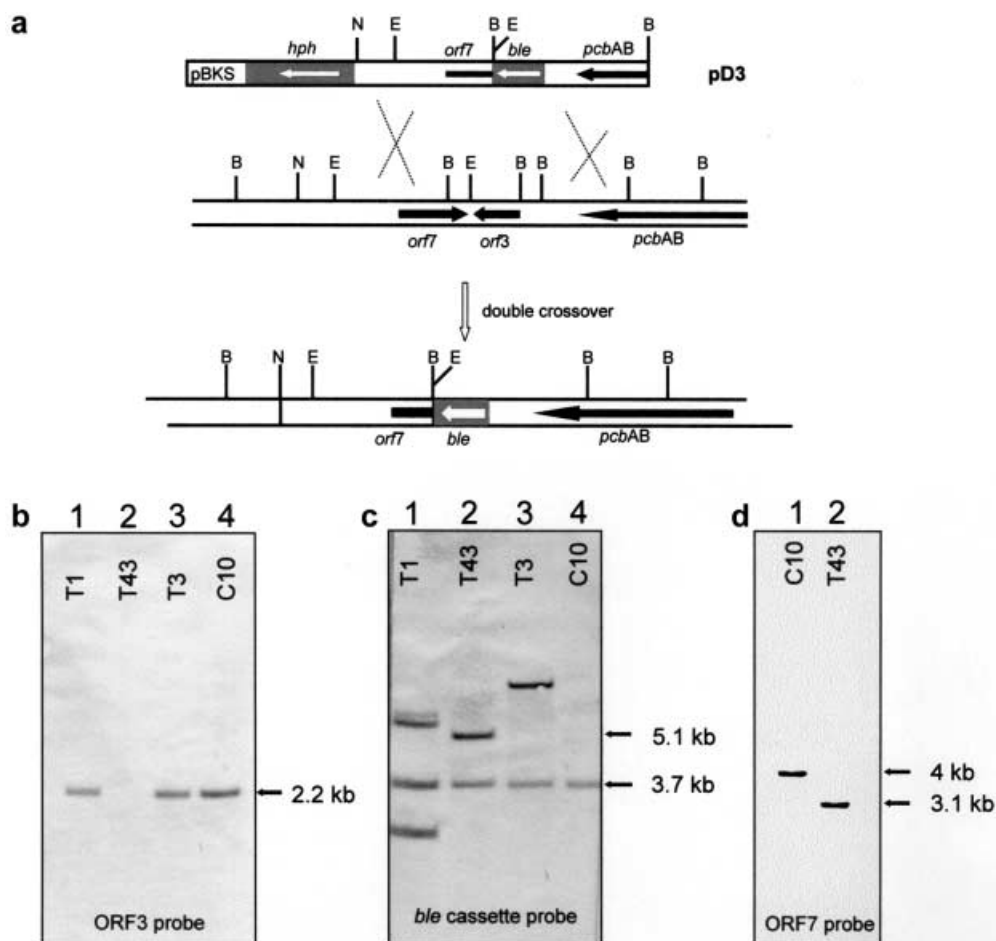 a
N E B E B
hph orf7 ble pcbAB
pBKS pD3
B N E B E B B B B
orf7 orf3 pcbAB
double crossover
B N E B E B B
orf7 ble pcbAB
b 1 2 3 4
T1 T43 T3 C10
2.2 kb
ORF3 probe
c 1 2 3 4
T1 T43 T3 C10
5.1 kb
3.7 kb
ble cassette probe
d 1 2
C10 T43
4 kb
3.1 kb
ORF7 probe